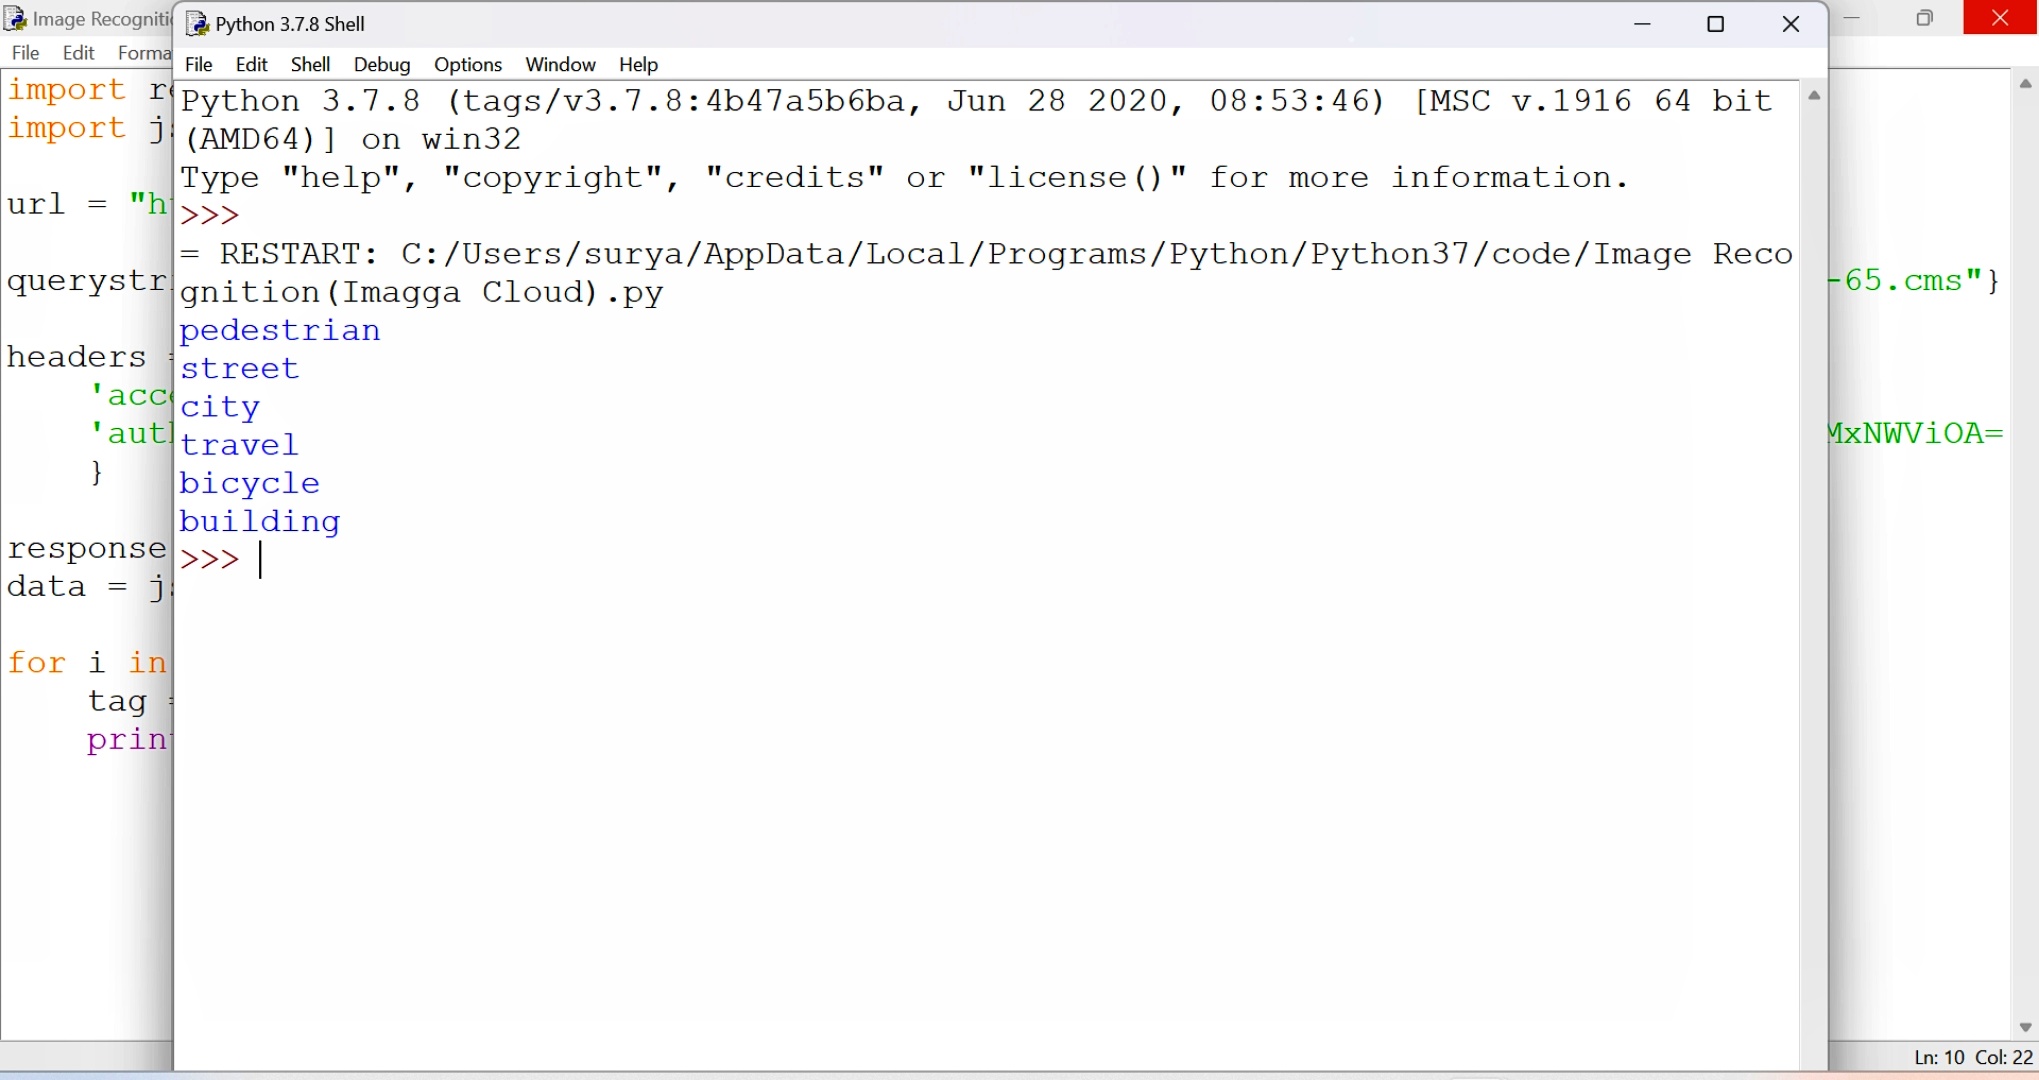 Image
Python 3.7.8 Shell
File Edit
File Edit Shell Debug Options Window Help
import
import
url = "h
querystr
-65.cms"}
headers
'acc
'aut
MxNWViOA=
}
response
data = j
for i in
tag
prin
Python 3.7.8 (tags/v3.7.8:4b47a5b6ba, Jun 28 2020, 08:53:46) [MSC v.1916 64 bit
(AMD64)] on win32
Type "help", "copyright", "credits" or "license()" for more information.
>>>
= RESTART: C:/Users/surya/AppData/Local/Programs/Python/Python37/code/Image Reco
gnition(Imagga Cloud).py
pedestrian
street
city
travel
bicycle
building
>>>
Ln: 10 Col: 22